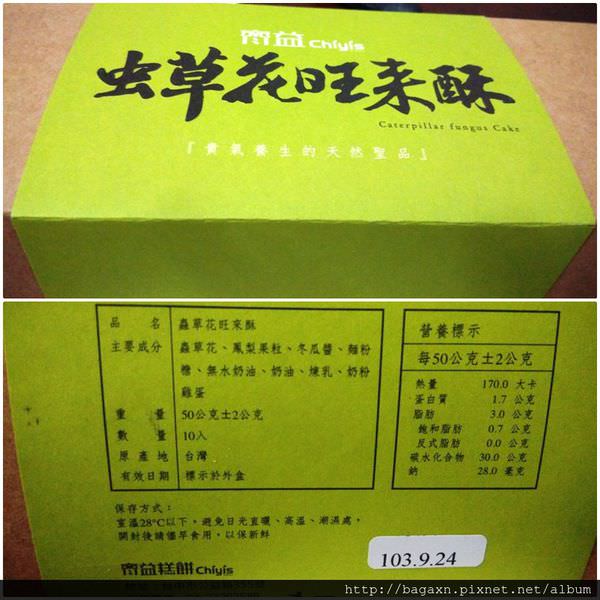 齊益 Chiyis
虫草花旺來酥
Caterpillar fungus Cake
『貴氣養生的天然聖品』
品 名 蟲草花旺來酥
主要成分 蟲草花、鳳梨果粒、冬瓜醬、麵粉
糖、無水奶油、奶油、煉乳、奶粉
雞蛋
重 量 50公克±2公克
數 量 10入
原 產 地 台灣
有效日期 標示於外盒
營養標示
每50公克±2公克
熱量 170.0 大卡
蛋白質 1.7 公克
脂肪 3.0 公克
飽和脂肪 0.7 公克
反式脂肪 0.0 公克
碳水化合物 30.0 公克
鈉 28.0 毫克
保存方式：
室溫28°C以下，避免日光直曬、高溫、潮濕處，
開封後請儘早食用，以保新鮮
齊益糕餅 Chiyis
103.9.24
http://bagaxn.pixnet.net/album